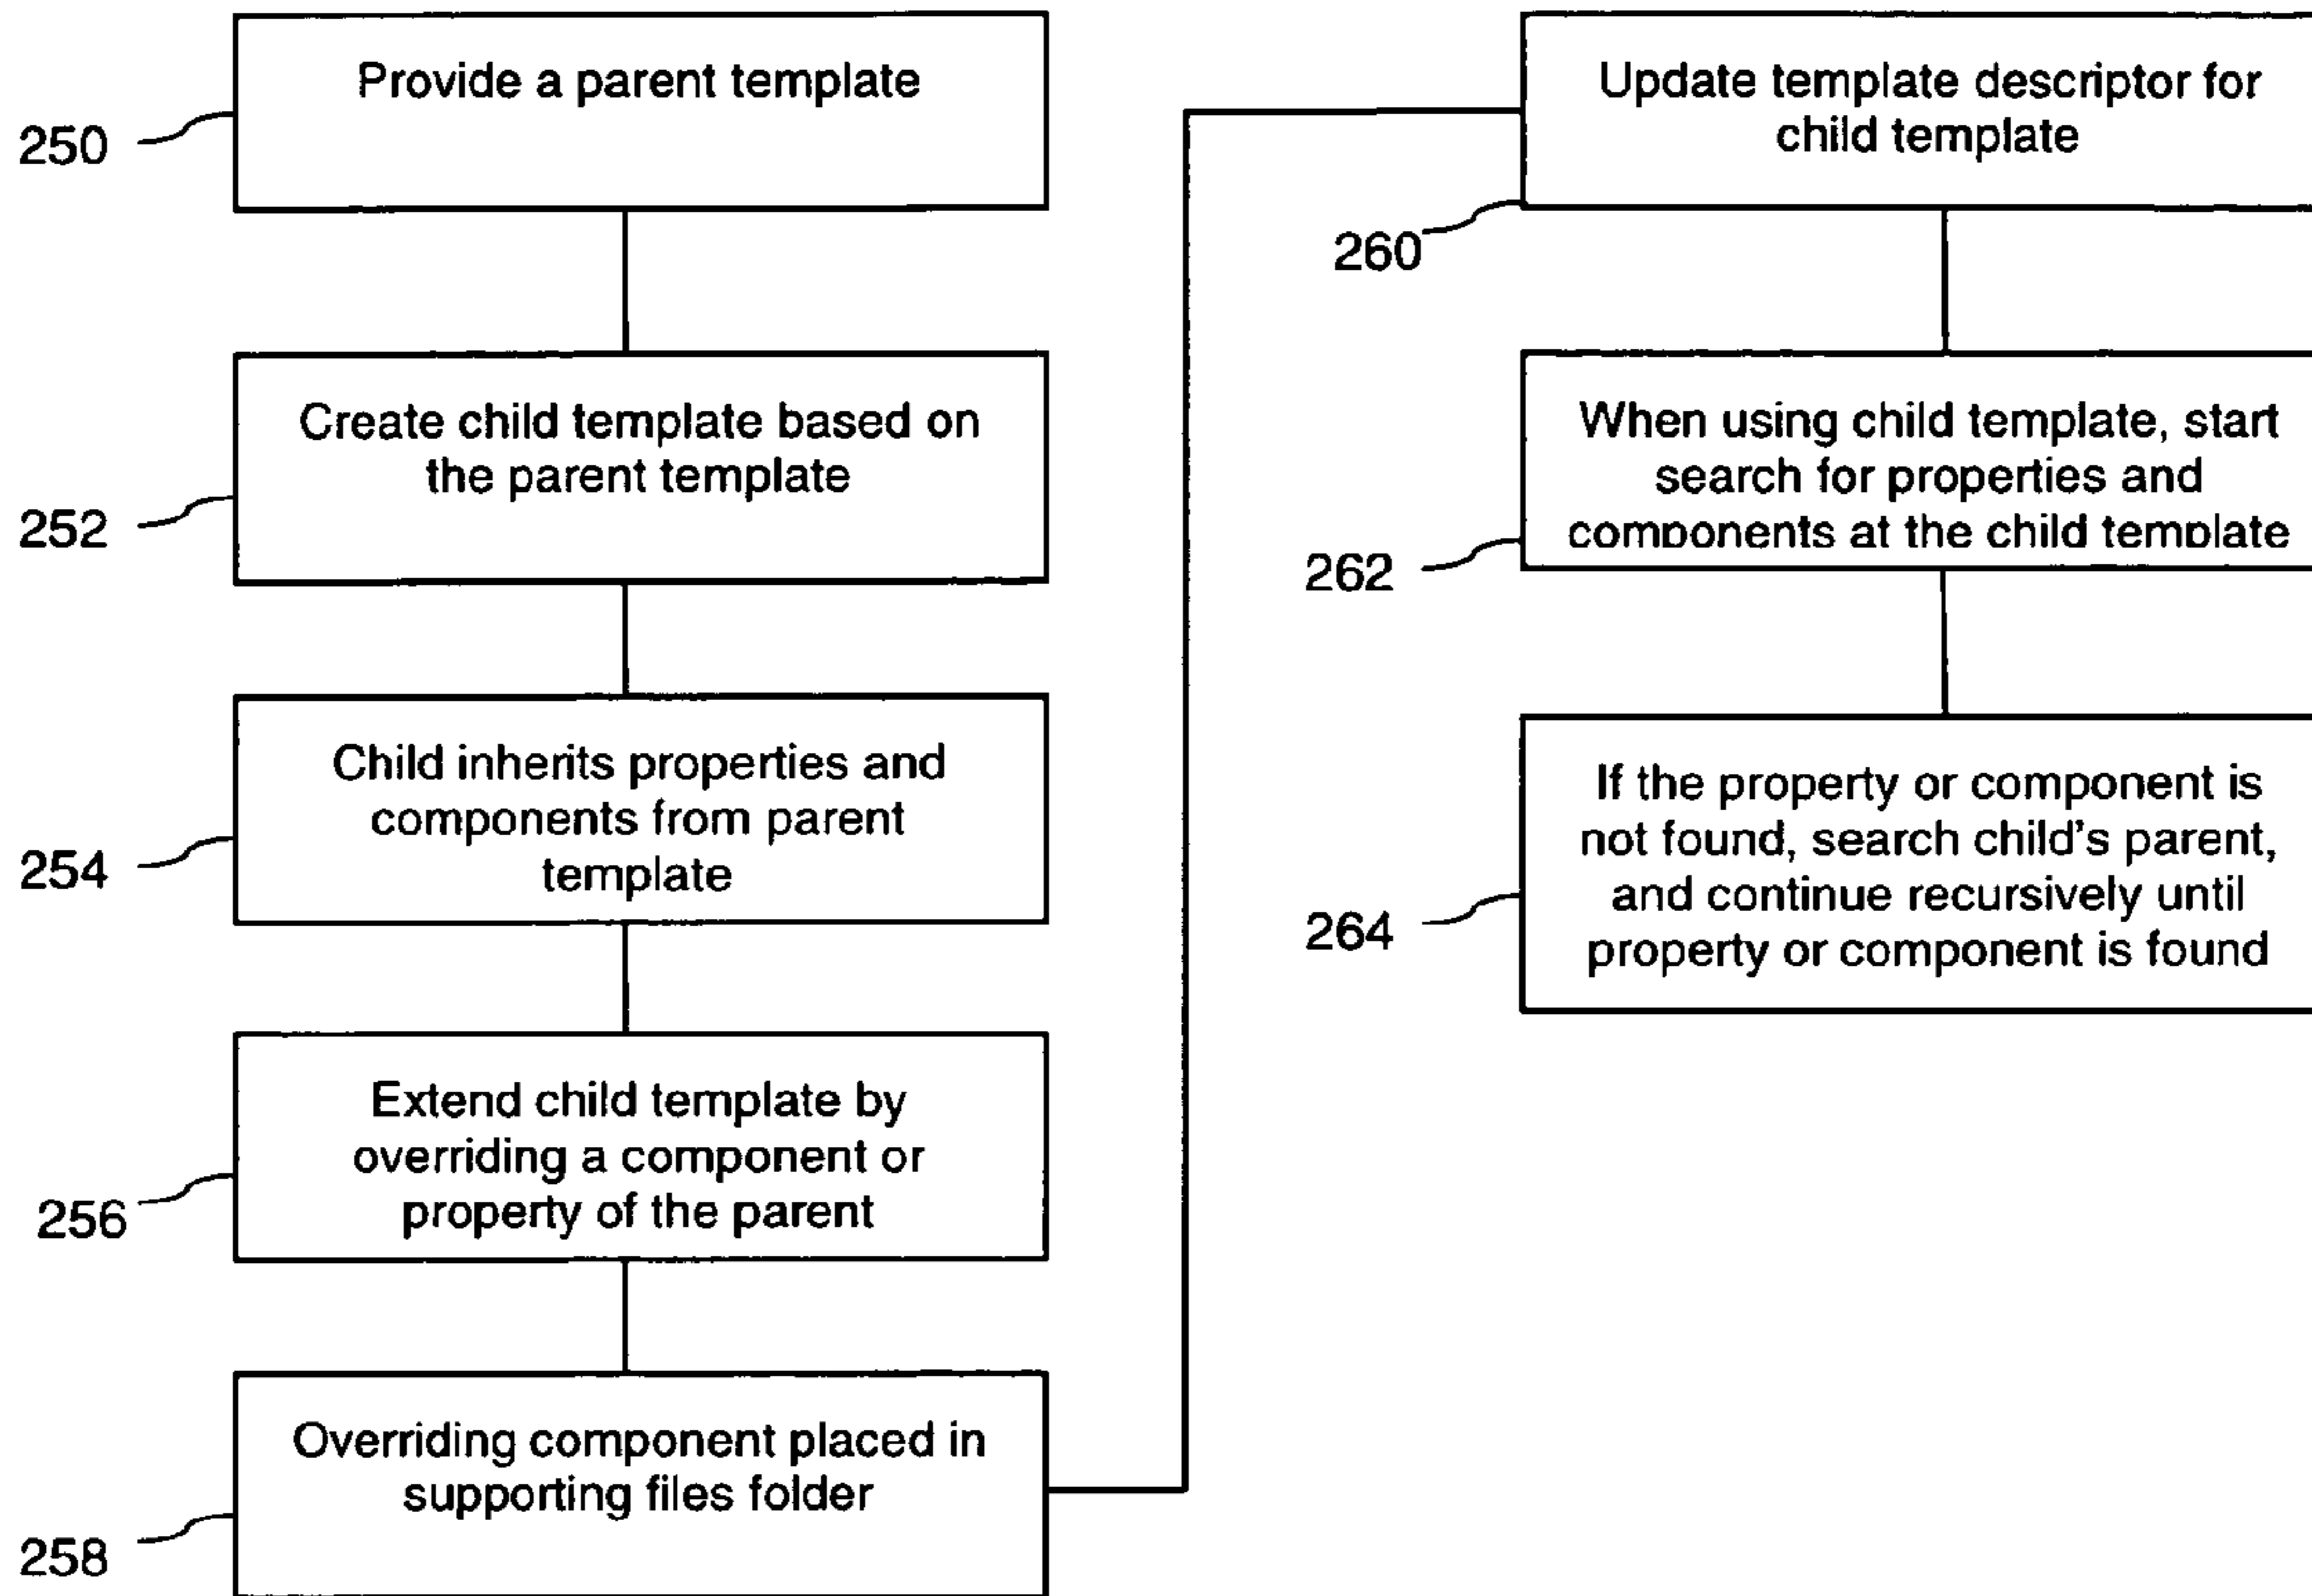 Provide a parent template
250
Create child template based on
the parent template
252
Child inherits properties and
components from parent
template
254
Extend child template by
overriding a component or
property of the parent
256
Overriding component placed in
supporting files folder
258
Update template descriptor for
child template
260
When using child template, start
search for properties and
components at the child template
262
If the property or component is
not found, search child's parent,
and continue recursively until
property or component is found
264